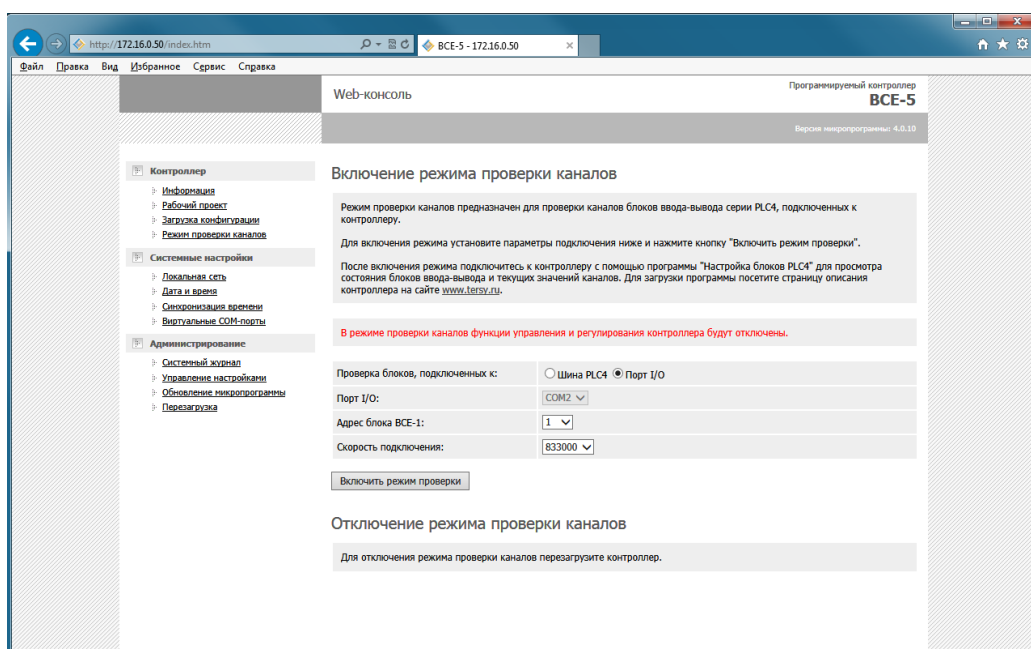 http://172.16.0.50/index.htm
BCE-5 - 172.16.0.50
Файл Правка Вид Избранное Сервис Справка
Web-консоль
Программируемый контроллер
BCE-5
Версия микропрограммы: 4.0.10
Контроллер
Информация
Рабочий проект
Загрузка конфигурации
Режим проверки каналов
Системные настройки
Локальная сеть
Дата и время
Синхронизация времени
Виртуальные COM-порты
Администрирование
Системный журнал
Управление настройками
Обновление микропрограммы
Перезагрузка
Включение режима проверки каналов
Режим проверки каналов предназначен для проверки каналов блоков ввода-вывода серии PLC4, подключенных к
контроллеру.
Для включения режима установите параметры подключения ниже и нажмите кнопку "Включить режим проверки".
После включения режима подключитесь к контроллеру с помощью программы "Настройка блоков PLC4" для просмотра
состояния блоков ввода-вывода и текущих значений каналов. Для загрузки программы посетите страницу описания
контроллера на сайте www.tersy.ru.
В режиме проверки каналов функции управления и регулирования контроллера будут отключены.
Проверка блоков, подключенных к: Шина PLC4 Порт I/O
Порт I/O: COM2
Адрес блока BCE-1: 1
Скорость подключения: 833000
Включить режим проверки
Отключение режима проверки каналов
Для отключения режима проверки каналов перезагрузите контроллер.